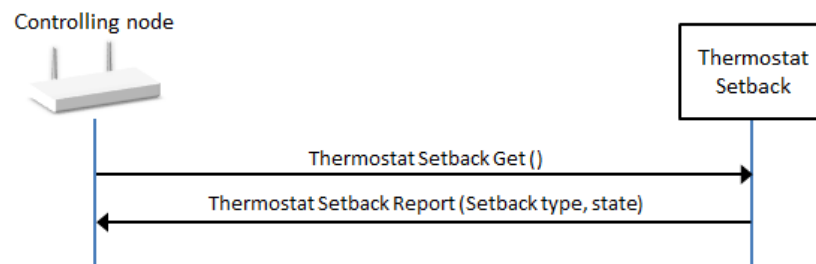 Controlling node
Thermostat
Setback
Thermostat Setback Get ()
Thermostat Setback Report (Setback type, state)